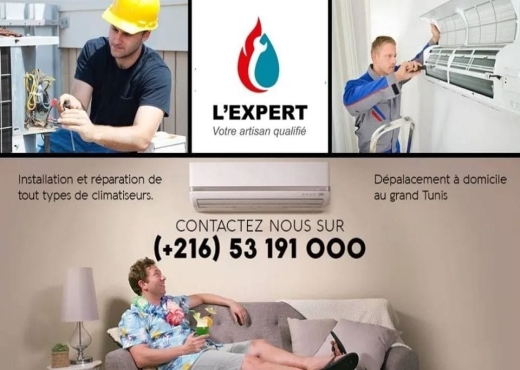 L'EXPERT
Votre artisan qualifié
Installation et réparation de
tout types de climatiseurs.
Dépalacement à domicile
au grand Tunis
CONTACTEZ NOUS SUR
(+216) 53 191 000